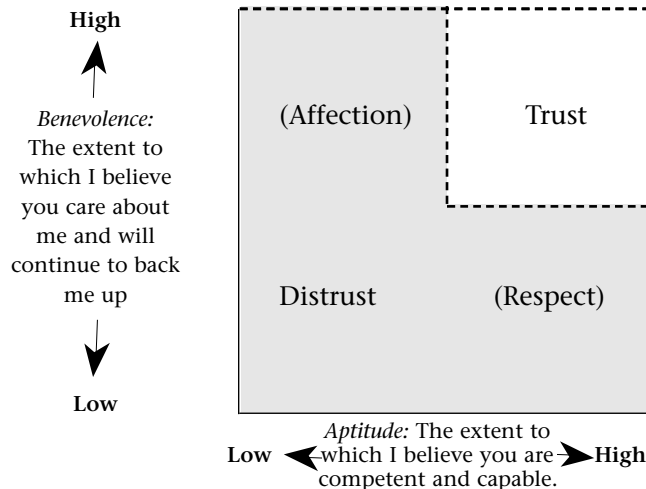 High
Benevolence:
The extent to
which I believe
you care about
me and will
continue to back
me up
Low
(Affection)
Trust
Distrust
(Respect)
Aptitude: The extent to
Low
which I believe you are
High
competent and capable.